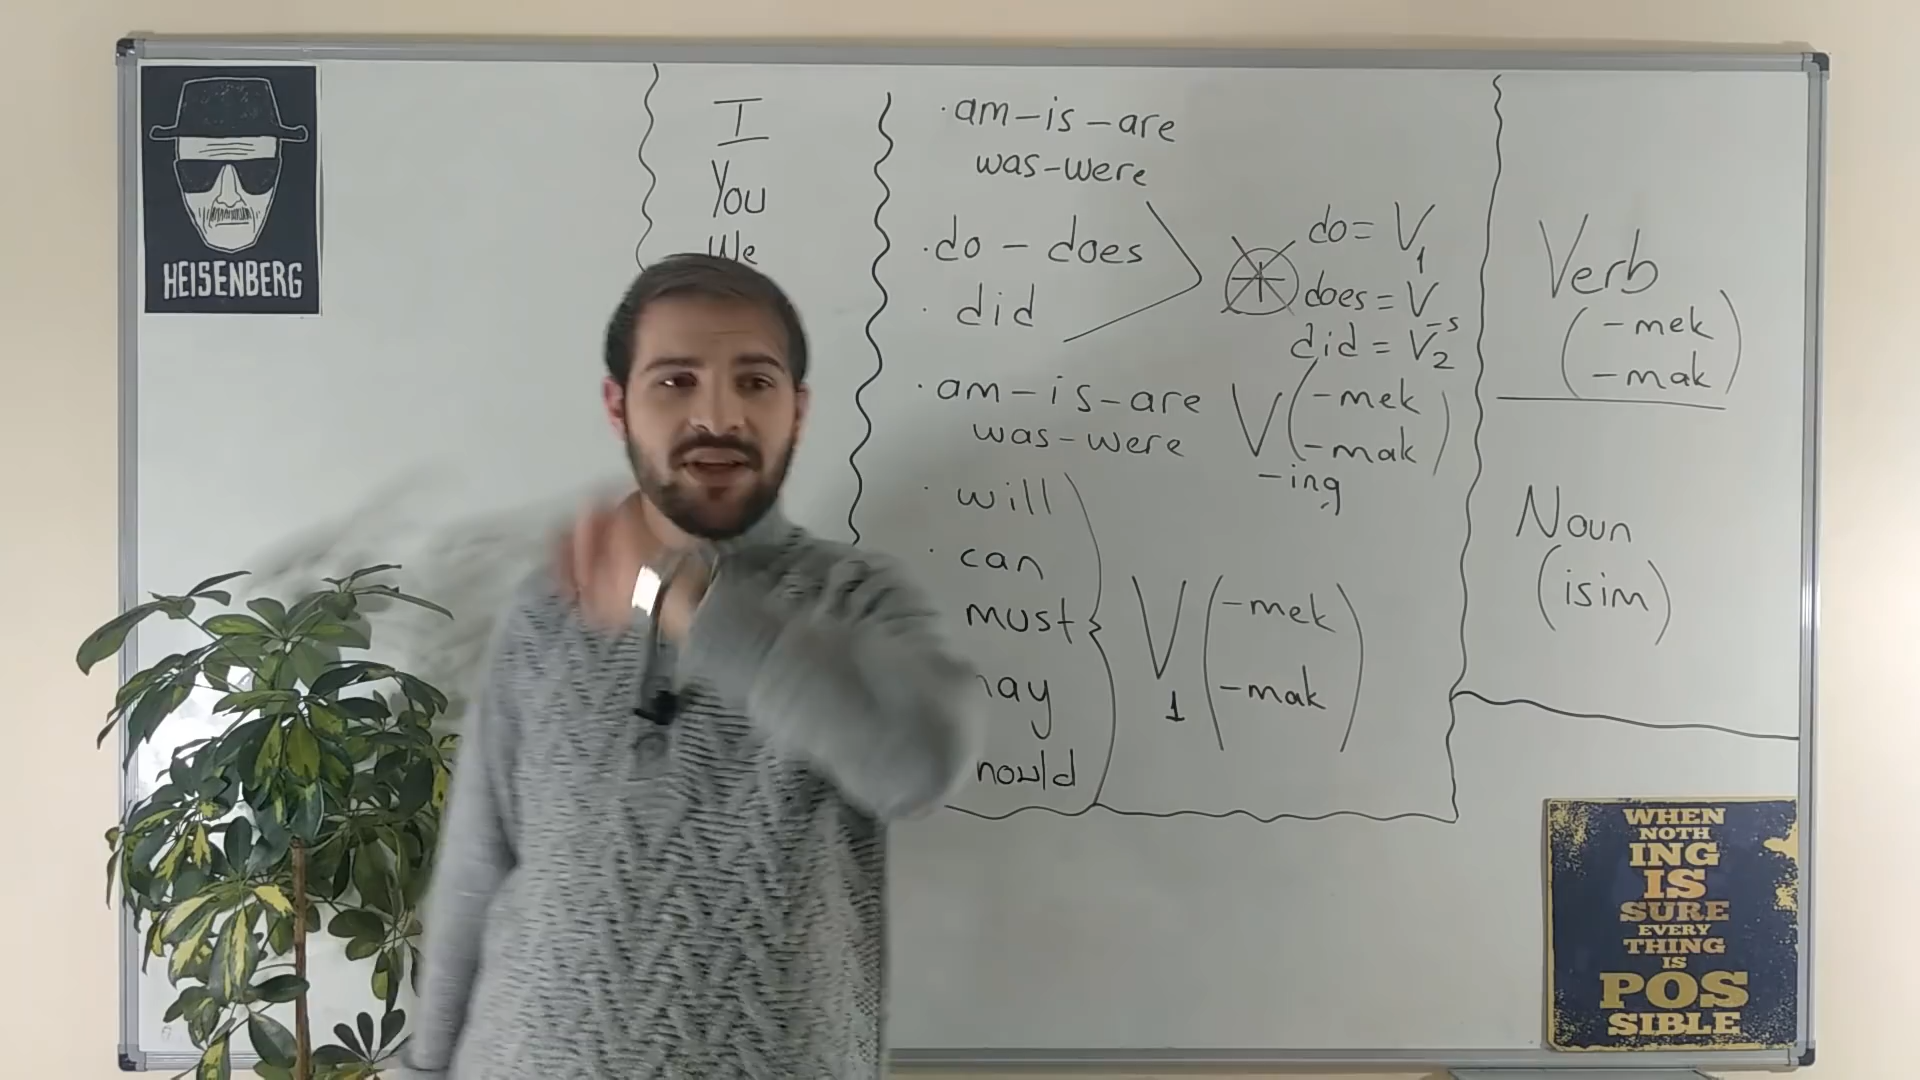 HEISENBERG
I
You
We
· am - is - are
was - were
· do - does
· did
+
do = V1
does = V-s
did = V2
· am - is - are
was - were
V (-mek
-mak)
-ing
· will
· can
must
may
V1 (-mek
-mak)
Verb
(-mek
-mak)
Noun
(isim)
WHEN
NOTH
ING
IS
SURE
EVERY
THING
IS
POS
SIBLE